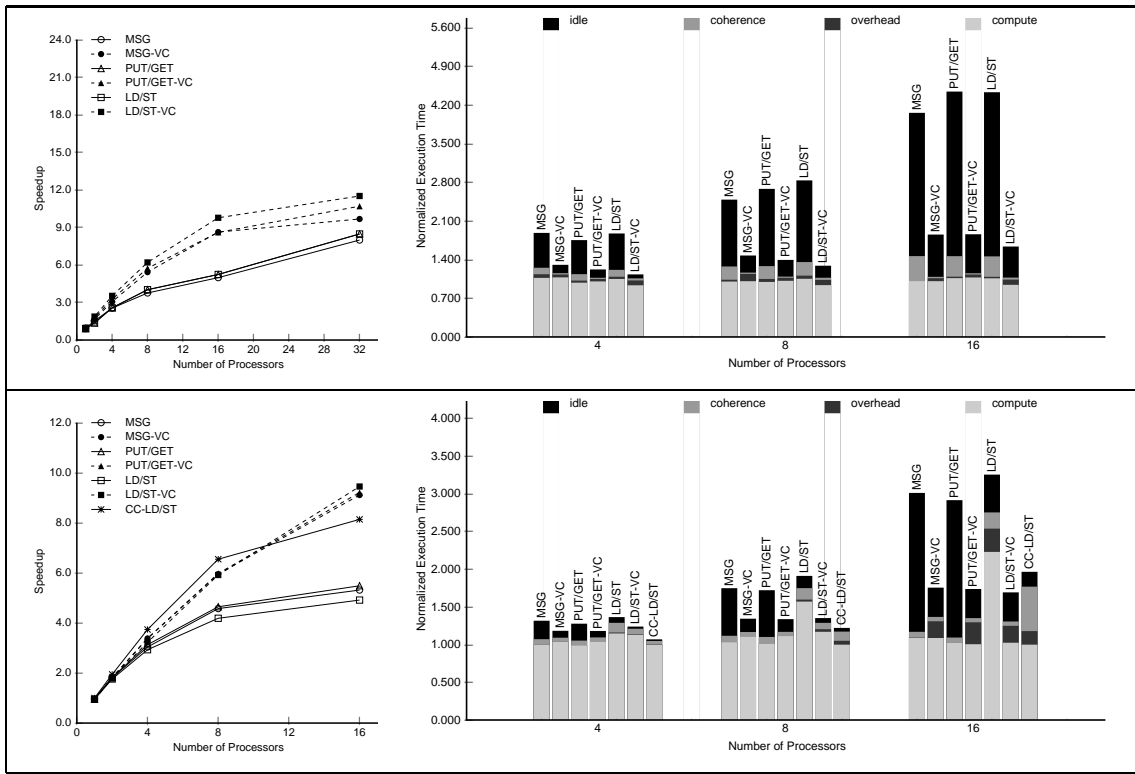 24.0
21.0
18.0
15.0
12.0
9.0
6.0
3.0
0.0
Speedup
MSG
MSG-VC
PUT/GET
PUT/GET-VC
LD/ST
LD/ST-VC
0 4 8 12 16 20 24 28 32
Number of Processors
idle coherence overhead compute
5.600
4.900
4.200
3.500
2.800
2.100
1.400
0.700
0.000
Normalized Execution Time
MSG
MSG-VC
PUT/GET
PUT/GET-VC
LD/ST
LD/ST-VC
MSG
MSG-VC
PUT/GET
PUT/GET-VC
LD/ST
LD/ST-VC
MSG
MSG-VC
PUT/GET
PUT/GET-VC
LD/ST
LD/ST-VC
4 8 16
Number of Processors
12.0
10.0
8.0
6.0
4.0
2.0
0.0
Speedup
MSG
MSG-VC
PUT/GET
PUT/GET-VC
LD/ST
LD/ST-VC
CC-LD/ST
0 4 8 12 16
Number of Processors
idle coherence overhead compute
4.000
3.500
3.000
2.500
2.000
1.500
1.000
0.500
0.000
Normalized Execution Time
MSG
MSG-VC
PUT/GET
PUT/GET-VC
LD/ST
LD/ST-VC
CC-LD/ST
MSG
MSG-VC
PUT/GET
PUT/GET-VC
LD/ST
LD/ST-VC
CC-LD/ST
MSG
MSG-VC
PUT/GET
PUT/GET-VC
LD/ST
LD/ST-VC
CC-LD/ST
4 8 16
Number of Processors